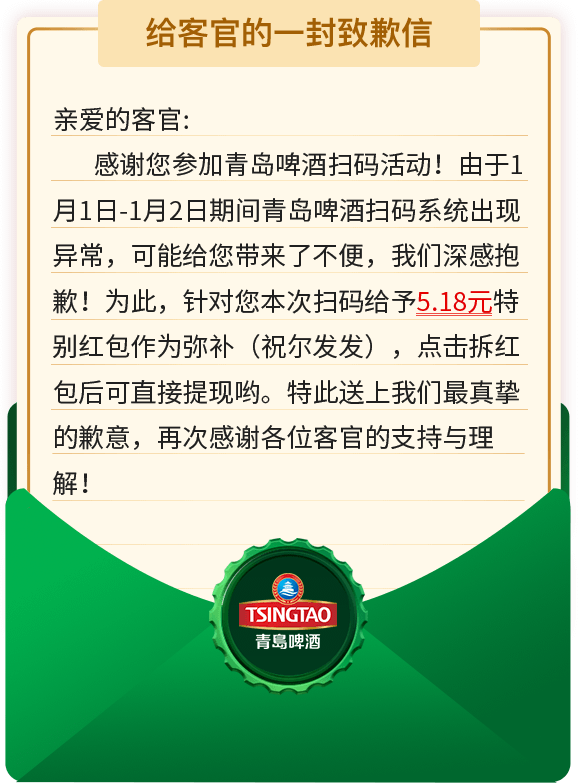 给客官的一封致歉信
亲爱的客官:
感谢您参加青岛啤酒扫码活动！由于1
月1日-1月2日期间青岛啤酒扫码系统出现
异常，可能给您带来了不便，我们深感抱
歉！为此，针对您本次扫码给予5.18元特
别红包作为弥补（祝尔发发），点击拆红
包后可直接提现哟。特此送上我们最真挚
的歉意，再次感谢各位客官的支持与理
解！
TSINGTAO
青島啤酒